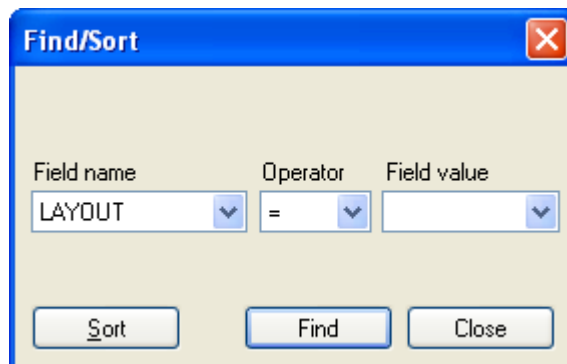 Find/Sort
Field name Operator Field value
LAYOUT =
Sort Find Close